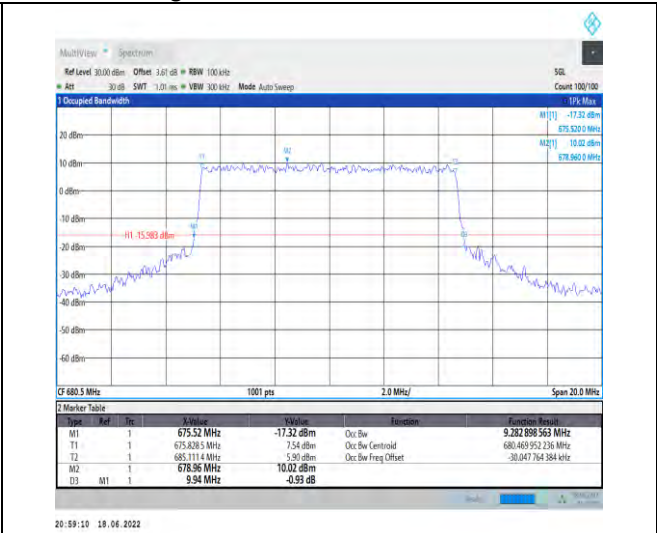 MultiView Spectrum
Ref Level 30.00 dBm Offset 3.61 dB RBW 100 kHz SGL
Att 30 dB SWT 1.01 ms VBW 300 kHz Mode Auto Sweep Count 100/100
1 Occupied Bandwidth 1Pk Max
M1[1] -17.32 dBm
675.520 0 MHz
M2[1] 10.02 dBm
678.960 0 MHz
20 dBm
M2
T1
10 dBm
0 dBm
-10 dBm
M1
H1 -15.983 dBm
-20 dBm
-30 dBm
-40 dBm
-50 dBm
-60 dBm
CF 680.5 MHz 1001 pts 2.0 MHz/ Span 20.0 MHz
2 Marker Table
Type Ref Trc X-Value Y-Value Function Function Result
M1 1 675.52 MHz -17.32 dBm Occ Bw 9.282 898 563 MHz
T1 1 675.828 5 MHz 7.54 dBm Occ Bw Centroid 680.469 952 236 MHz
T2 1 685.111 4 MHz 5.90 dBm Occ Bw Freq Offset -30.047 764 384 kHz
M2 1 678.96 MHz 10.02 dBm
D3 M1 1 9.94 MHz -0.93 dB
20:59:10 18.06.2022